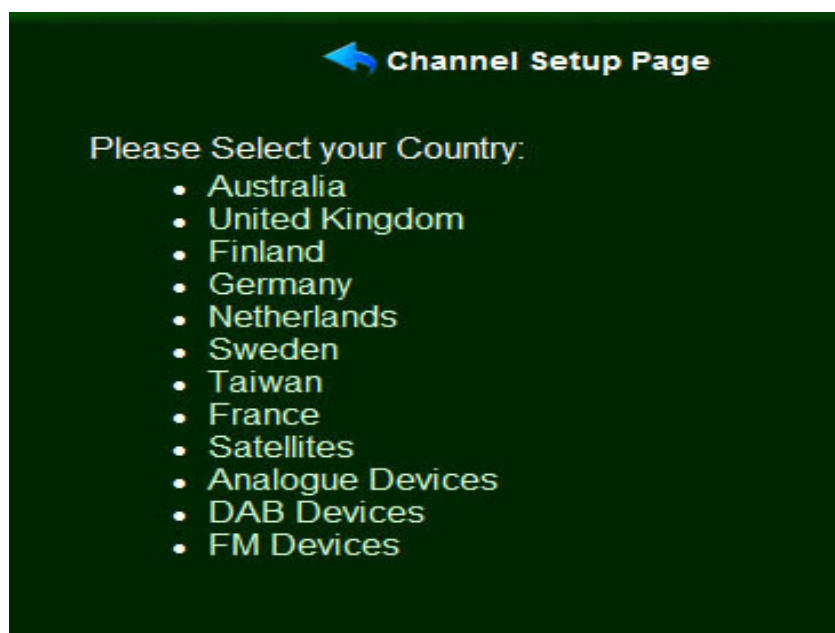 Channel Setup Page
Please Select your Country:
Australia
United Kingdom
Finland
Germany
Netherlands
Sweden
Taiwan
France
Satellites
Analogue Devices
DAB Devices
FM Devices